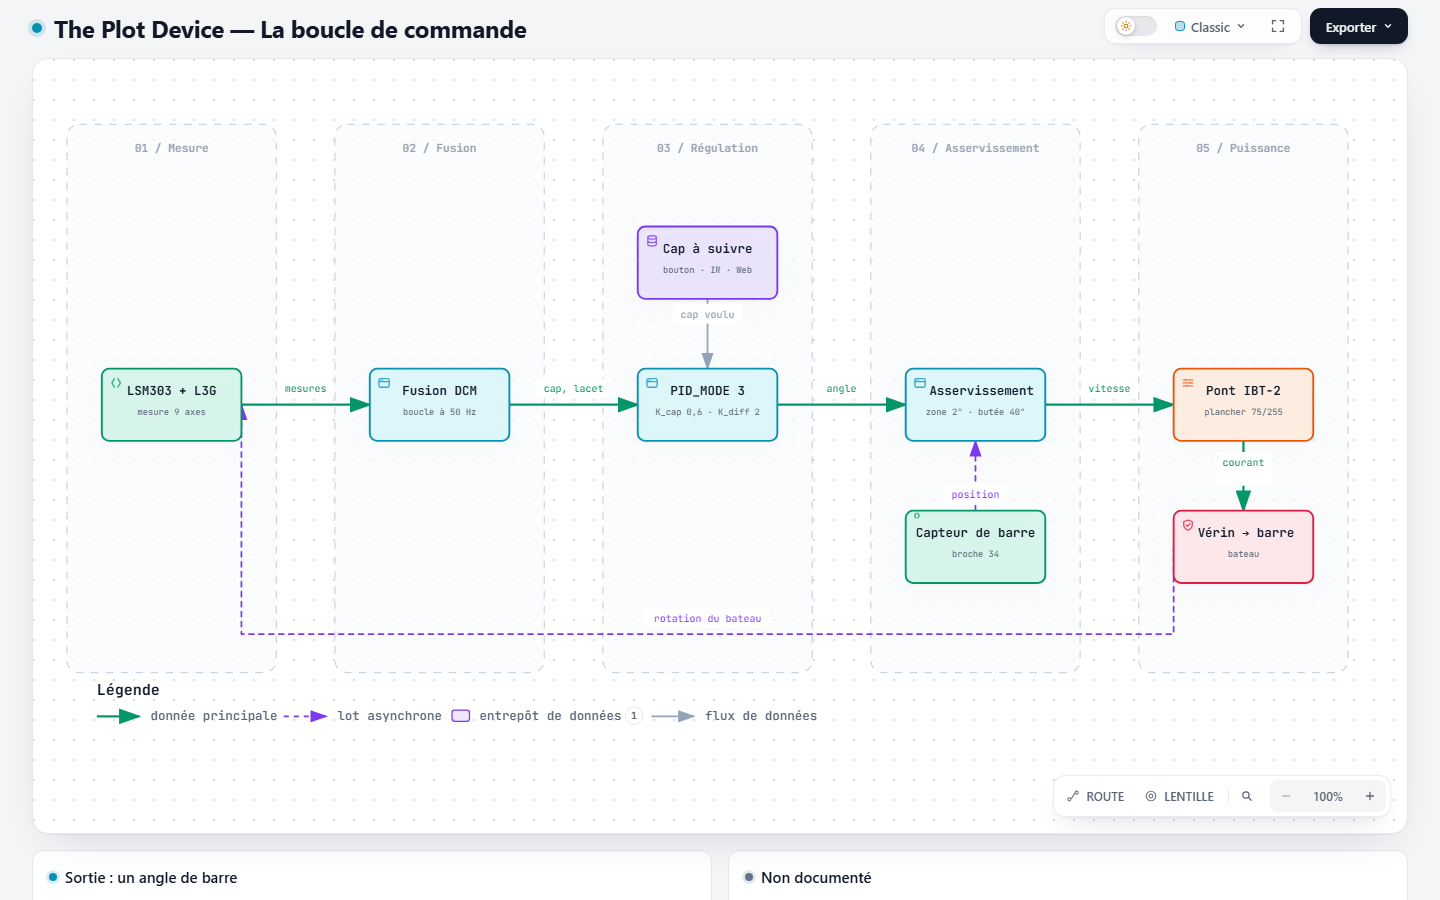 The Plot Device — La boucle de commande
Classic
Exporter
01 / Mesure
02 / Fusion
03 / Régulation
04 / Asservissement
05 / Puissance
Cap à suivre
bouton · IR · Web
cap voulu
LSM303 + L3G
mesure 9 axes
mesures
Fusion DCM
boucle à 50 Hz
cap, lacet
PID_MODE 3
K_cap 0,6 · K_diff 2
angle
Asservissement
zone 2° · butée 40°
vitesse
Pont IBT-2
plancher 75/255
courant
position
Capteur de barre
broche 34
Vérin → barre
bateau
rotation du bateau
Légende
donnée principale
lot asynchrone
entrepôt de données 1
flux de données
ROUTE
LENTILLE
− 100% +
Sortie : un angle de barre
Non documenté